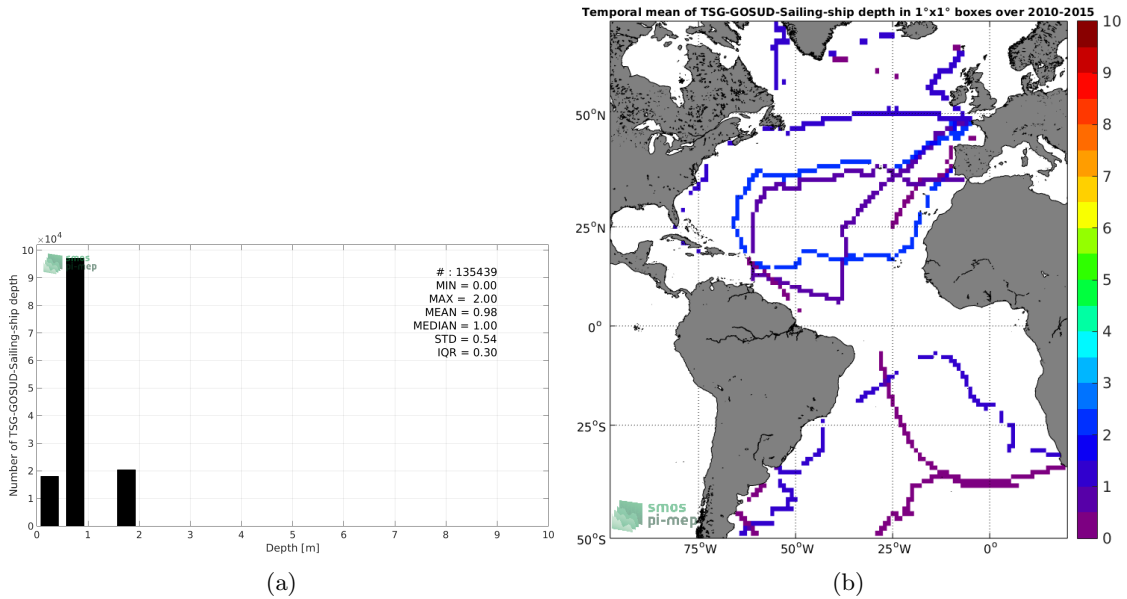 Temporal mean of TSG-GOSUD-Sailing-ship depth in 1°x1° boxes over 2010-2015
×10⁴
Number of TSG-GOSUD-Sailing-ship depth
10
9
8
7
6
5
4
3
2
1
0
smos
pi-mep
# : 135439
MIN = 0.00
MAX = 2.00
MEAN = 0.98
MEDIAN = 1.00
STD = 0.54
IQR = 0.30
0 1 2 3 4 5 6 7 8 9 10
Depth [m]
(a)
50°N
25°N
0°
25°S
50°S
75°W 50°W 25°W 0°
smos
pi-mep
10
9
8
7
6
5
4
3
2
1
0
(b)